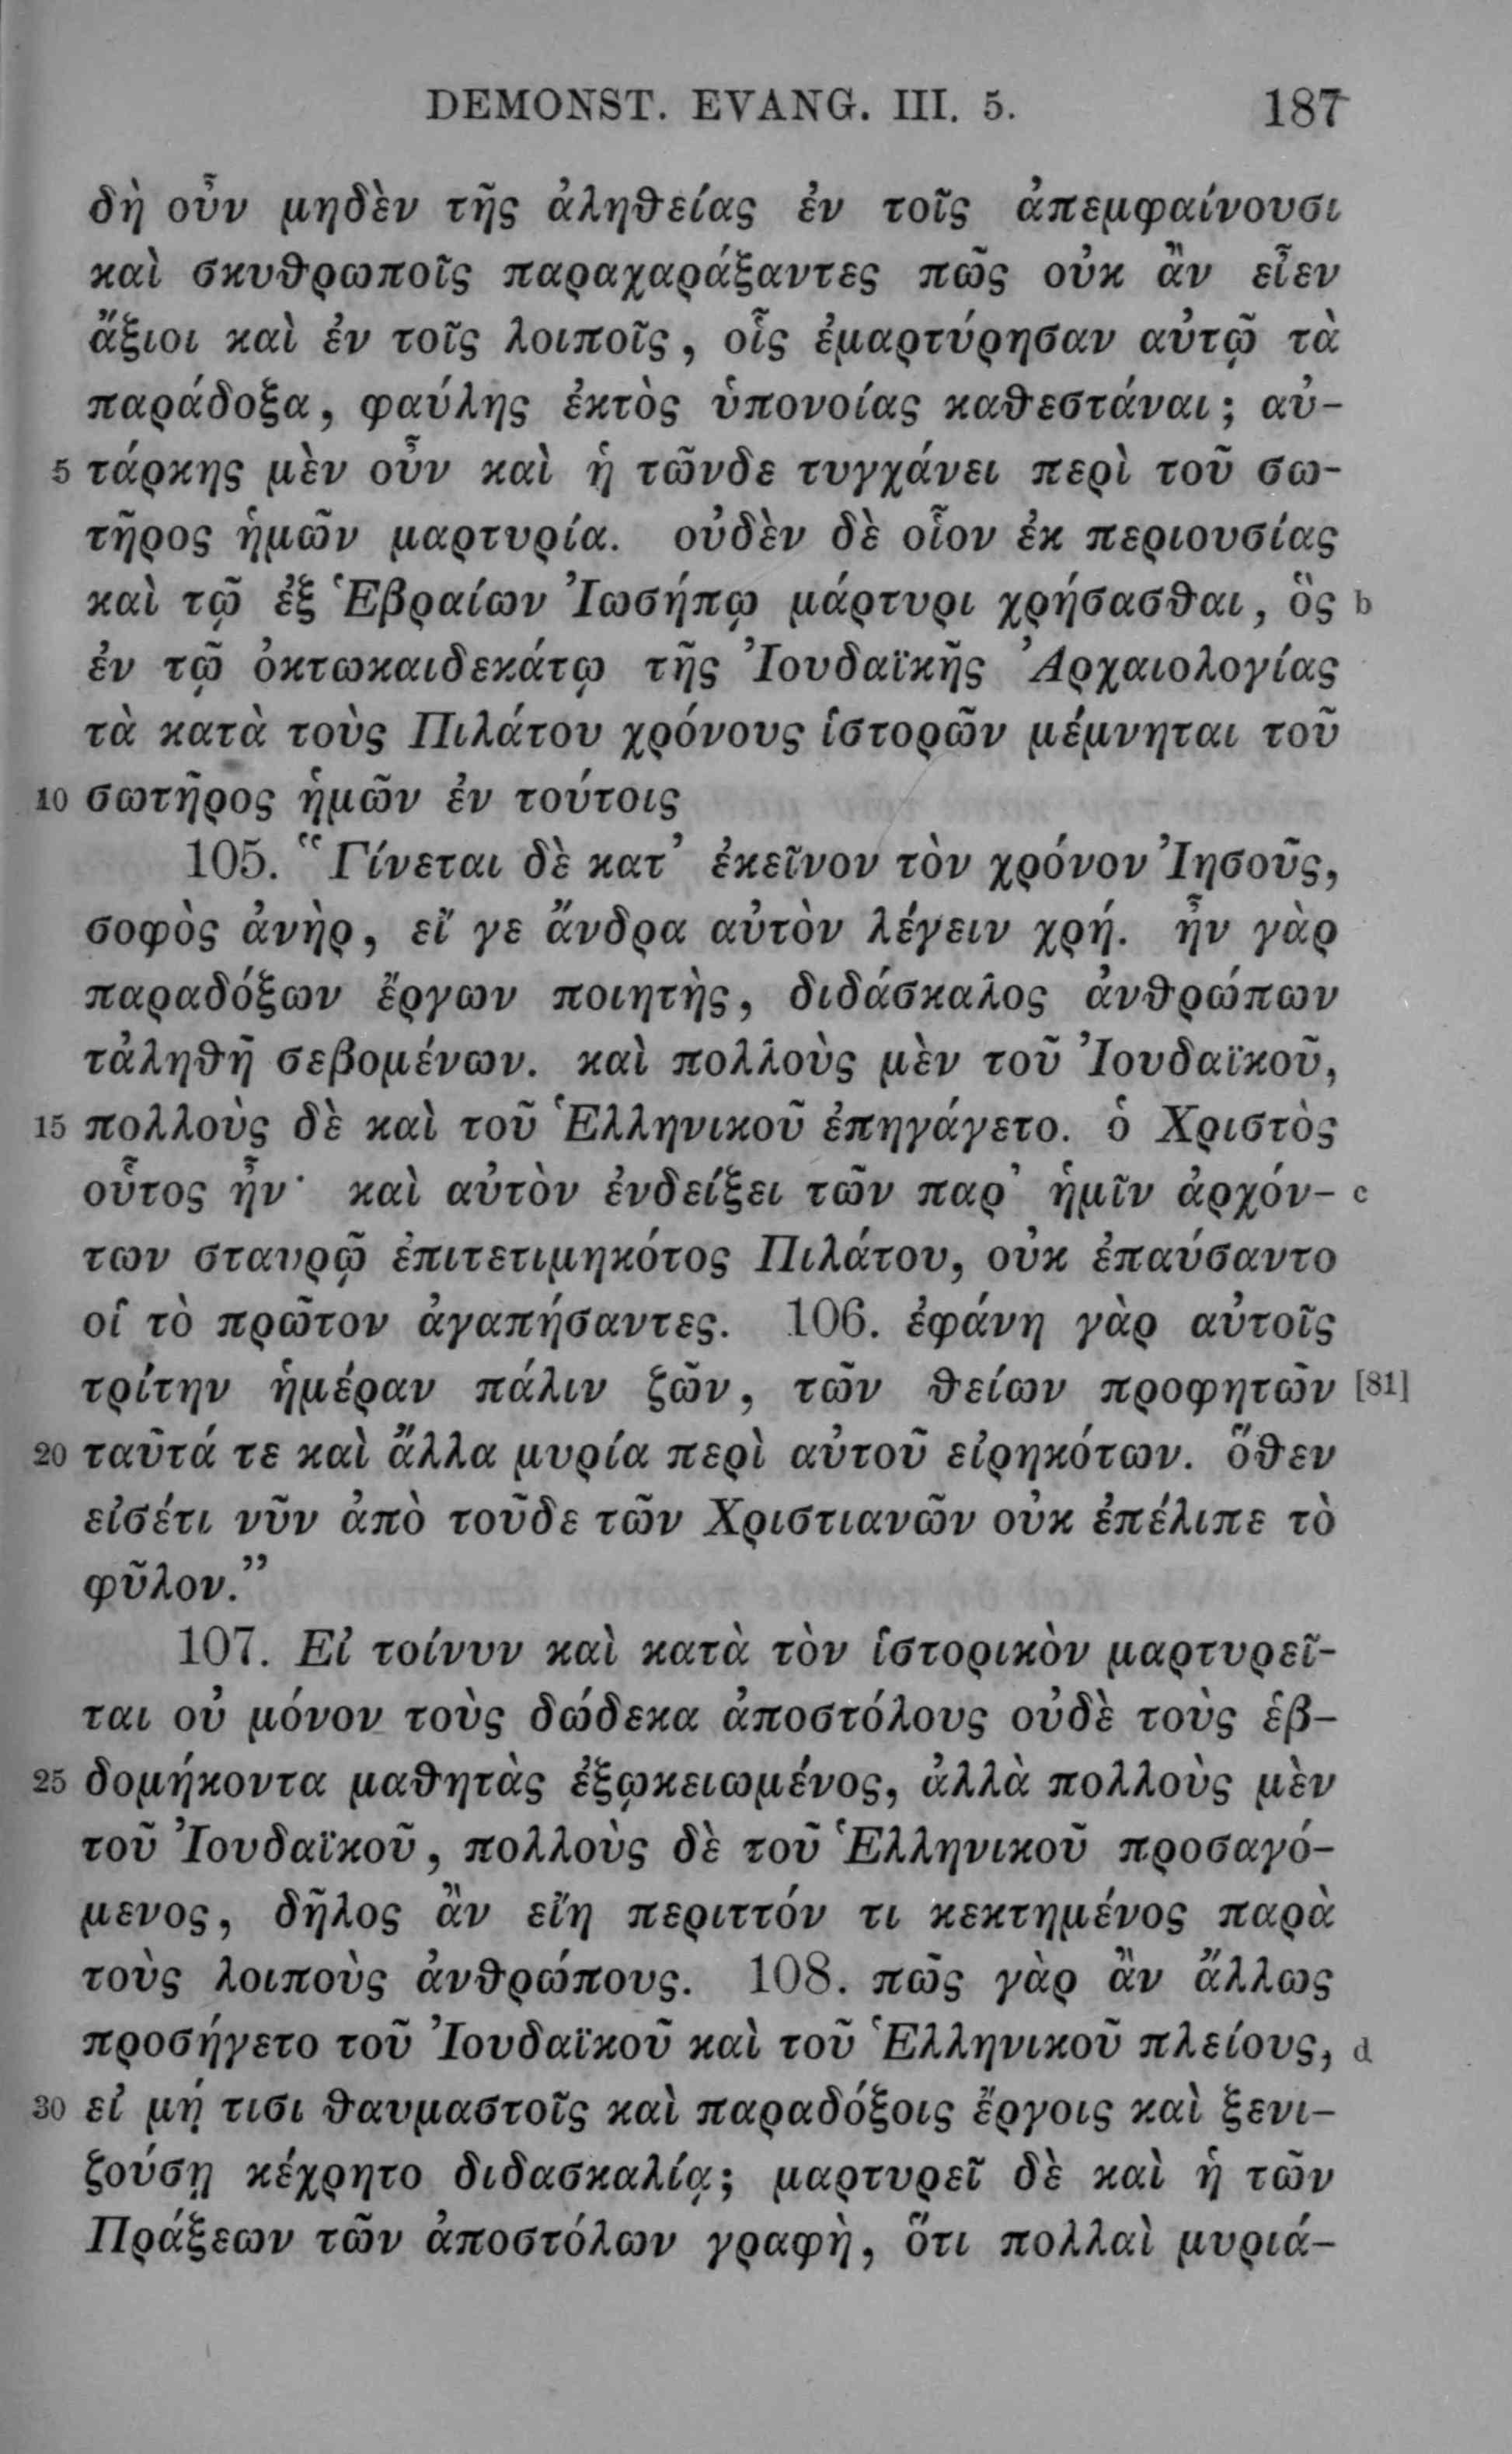 DEMONST. EVANG. III. 5. 187
δὴ οὖν μηδὲν τῆς ἀληθείας ἐν τοῖς ἀπεμφαίνουσι
καὶ σκυθρωποῖς παραχαράξαντες πῶς οὐκ ἂν εἶεν
ἄξιοι καὶ ἐν τοῖς λοιποῖς, οἷς ἐμαρτύρησαν αὐτῷ τὰ
παράδοξα, φαύλης ἐκτὸς ὑπονοίας καθεστάναι; αὐ-
5 τάρκης μὲν οὖν καὶ ἡ τῶνδε τυγχάνει περὶ τοῦ σω-
τῆρος ἡμῶν μαρτυρία. οὐδὲν δὲ οἷον ἐκ περιουσίας
καὶ τῷ ἐξ Ἑβραίων Ἰωσήπῳ μάρτυρι χρήσασθαι, ὃς b
ἐν τῷ ὀκτωκαιδεκάτῳ τῆς Ἰουδαϊκῆς Ἀρχαιολογίας
τὰ κατὰ τοὺς Πιλάτου χρόνους ἱστορῶν μέμνηται τοῦ
10 σωτῆρος ἡμῶν ἐν τούτοις
105. “Γίνεται δὲ κατ’ ἐκεῖνον τὸν χρόνον Ἰησοῦς,
σοφὸς ἀνὴρ, εἴ γε ἄνδρα αὐτὸν λέγειν χρή. ἦν γὰρ
παραδόξων ἔργων ποιητὴς, διδάσκαλος ἀνθρώπων
τἀληθῆ σεβομένων. καὶ πολλοὺς μὲν τοῦ Ἰουδαϊκοῦ,
15 πολλοὺς δὲ καὶ τοῦ Ἑλληνικοῦ ἐπηγάγετο. ὁ Χριστὸς
οὗτος ἦν· καὶ αὐτὸν ἐνδείξει τῶν παρ’ ἡμῖν ἀρχόν- c
των σταυρῷ ἐπιτετιμηκότος Πιλάτου, οὐκ ἐπαύσαντο
οἱ τὸ πρῶτον ἀγαπήσαντες. 106. ἐφάνη γὰρ αὐτοῖς
τρίτην ἡμέραν πάλιν ζῶν, τῶν θείων προφητῶν [81]
20 ταῦτά τε καὶ ἄλλα μυρία περὶ αὐτοῦ εἰρηκότων. ὅθεν
εἰσέτι νῦν ἀπὸ τοῦδε τῶν Χριστιανῶν οὐκ ἐπέλιπε τὸ
φῦλον.”
107. Εἰ τοίνυν καὶ κατὰ τὸν ἱστορικὸν μαρτυρεῖ-
ται οὐ μόνον τοὺς δώδεκα ἀποστόλους οὐδὲ τοὺς ἑβ-
25 δομήκοντα μαθητὰς ἐξῳκειωμένος, ἀλλὰ πολλοὺς μὲν
τοῦ Ἰουδαϊκοῦ, πολλοὺς δὲ τοῦ Ἑλληνικοῦ προσαγό-
μενος, δῆλος ἂν εἴη περιττόν τι κεκτημένος παρὰ
τοὺς λοιποὺς ἀνθρώπους. 108. πῶς γὰρ ἂν ἄλλως
προσήγετο τοῦ Ἰουδαϊκοῦ καὶ τοῦ Ἑλληνικοῦ πλείους, d
30 εἰ μή τισι θαυμαστοῖς καὶ παραδόξοις ἔργοις καὶ ξενι-
ζούσῃ κέχρητο διδασκαλίᾳ; μαρτυρεῖ δὲ καὶ ἡ τῶν
Πράξεων τῶν ἀποστόλων γραφὴ, ὅτι πολλαὶ μυριά-